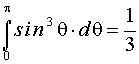 ∫₀^π sin³ θ · dθ = 1/3